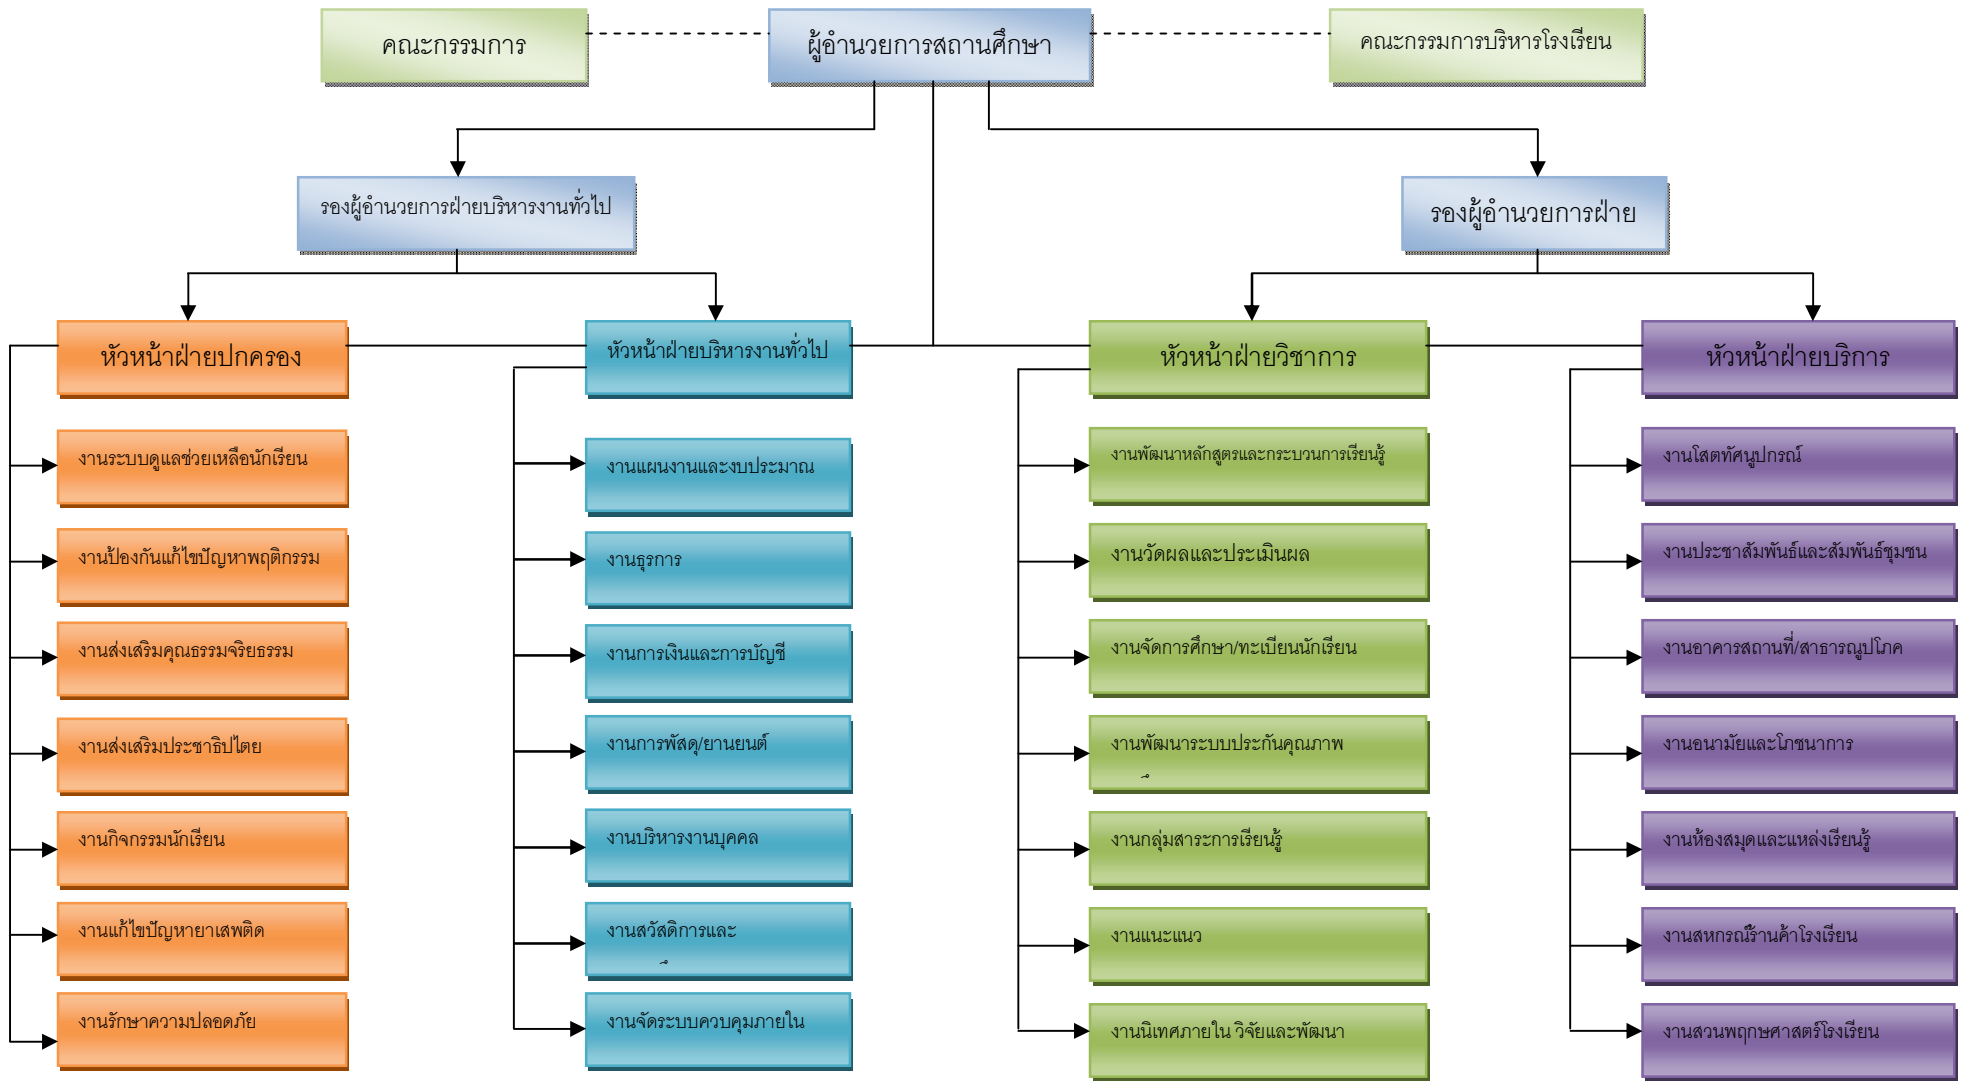 คณะกรรมการ
ผู้อำนวยการสถานศึกษา
คณะกรรมการบริหารโรงเรียน
รองผู้อำนวยการฝ่ายบริหารงานทั่วไป
รองผู้อำนวยการฝ่าย
หัวหน้าฝ่ายปกครอง
หัวหน้าฝ่ายบริหารงานทั่วไป
หัวหน้าฝ่ายวิชาการ
หัวหน้าฝ่ายบริการ
งานระบบดูแลช่วยเหลือนักเรียน
งานป้องกันแก้ไขปัญหาพฤติกรรม
งานส่งเสริมคุณธรรมจริยธรรม
งานส่งเสริมประชาธิปไตย
งานกิจกรรมนักเรียน
งานแก้ไขปัญหายาเสพติด
งานรักษาความปลอดภัย
งานแผนงานและงบประมาณ
งานธุรการ
งานการเงินและการบัญชี
งานการพัสดุ/ยานยนต์
งานบริหารงานบุคคล
งานสวัสดิการและ
งานจัดระบบควบคุมภายใน
งานพัฒนาหลักสูตรและกระบวนการเรียนรู้
งานวัดผลและประเมินผล
งานจัดการศึกษา/ทะเบียนนักเรียน
งานพัฒนาระบบประกันคุณภาพ
งานกลุ่มสาระการเรียนรู้
งานแนะแนว
งานนิเทศภายใน วิจัยและพัฒนา
งานโสตทัศนูปกรณ์
งานประชาสัมพันธ์และสัมพันธ์ชุมชน
งานอาคารสถานที่/สาธารณูปโภค
งานอนามัยและโภชนาการ
งานห้องสมุดและแหล่งเรียนรู้
งานสหกรณ์ร้านค้าโรงเรียน
งานสวนพฤกษศาสตร์โรงเรียน